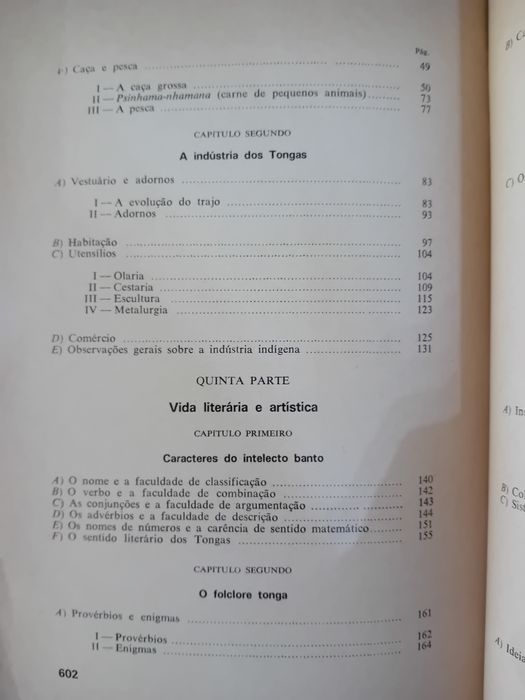 Pág.
F) Caça e pesca ........ 49
I — A caça grossa ........ 50
II — Psinhama-nhamana (carne de pequenos animais) ........ 73
III — A pesca ........ 77
CAPITULO SEGUNDO
A indústria dos Tongas
A) Vestuário e adornos ........ 83
I — A evolução do trajo ........ 83
II — Adornos ........ 93
B) Habitação ........ 97
C) Utensílios ........ 104
I — Olaria ........ 104
II — Cestaria ........ 109
III — Escultura ........ 115
IV — Metalurgia ........ 123
D) Comércio ........ 125
E) Observações gerais sobre a indústria indígena ........ 131
QUINTA PARTE
Vida literária e artística
CAPITULO PRIMEIRO
Caracteres do intelecto banto
A) O nome e a faculdade de classificação ........ 140
B) O verbo e a faculdade de combinação ........ 142
C) As conjunções e a faculdade de argumentação ........ 143
D) Os advérbios e a faculdade de descrição ........ 144
E) Os nomes de números e a carência de sentido matemático ........ 151
F) O sentido literário dos Tongas ........ 155
CAPITULO SEGUNDO
O folclore tonga
A) Provérbios e enigmas ........ 161
I — Provérbios ........ 162
II — Enigmas ........ 164
602
B)
C) O
A) In
B) Co
C) Sist
A) Ideia